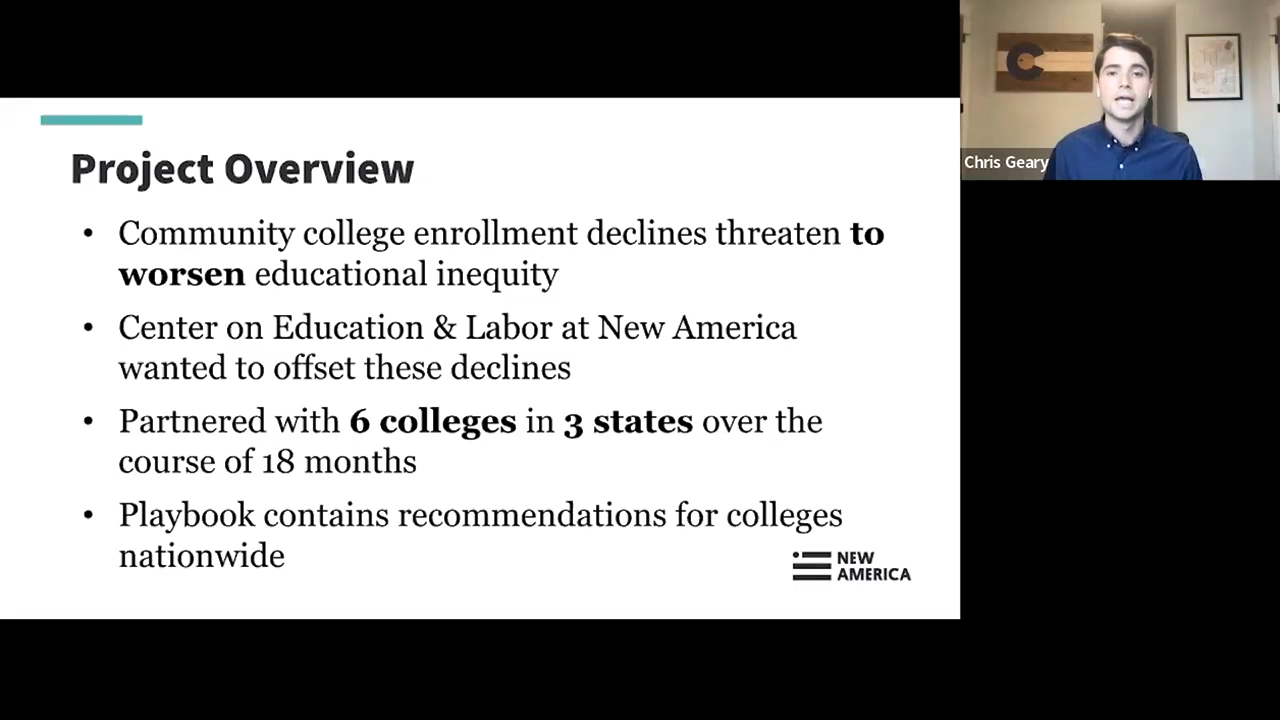 Project Overview
• Community college enrollment declines threaten to
worsen educational inequity
• Center on Education & Labor at New America
wanted to offset these declines
• Partnered with 6 colleges in 3 states over the
course of 18 months
• Playbook contains recommendations for colleges
nationwide
NEW
AMERICA
Chris Geary